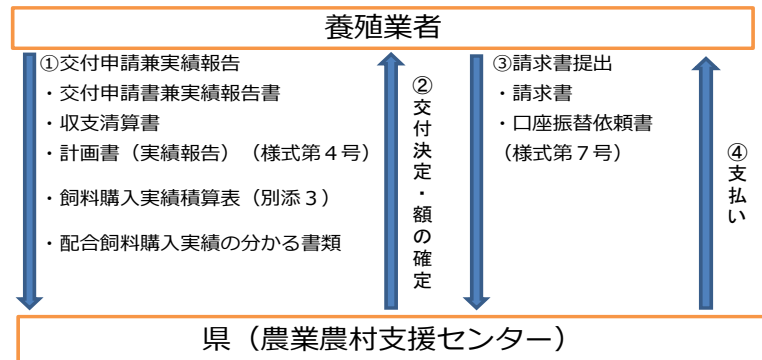 養殖業者
①交付申請兼実績報告
・交付申請書兼実績報告書
・収支清算書
・計画書（実績報告）（様式第４号）
・飼料購入実績積算表（別添３）
・配合飼料購入実績の分かる書類
②交付決定・額の確定
③請求書提出
・請求書
・口座振替依頼書
（様式第７号）
④支払い
県（農業農村支援センター）